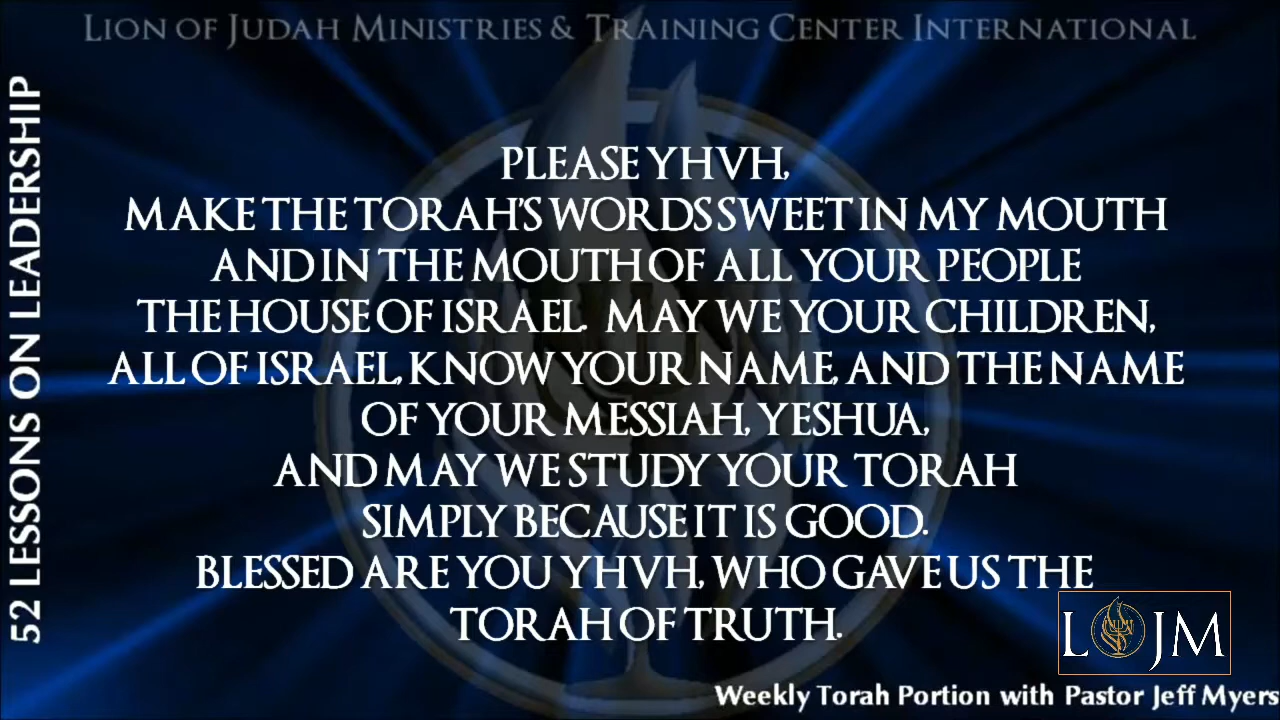 LION OF JUDAH MINISTRIES & TRAINING CENTER INTERNATIONAL
52 LESSONS ON LEADERSHIP
PLEASE YHVH,
MAKE THE TORAH'S WORDS SWEET IN MY MOUTH
AND IN THE MOUTH OF ALL YOUR PEOPLE
THE HOUSE OF ISRAEL. MAY WE YOUR CHILDREN,
ALL OF ISRAEL, KNOW YOUR NAME, AND THE NAME
OF YOUR MESSIAH, YESHUA,
AND MAY WE STUDY YOUR TORAH
SIMPLY BECAUSE IT IS GOOD.
BLESSED ARE YOU YHVH, WHO GAVE US THE
TORAH OF TRUTH.
LOJM
Weekly Torah Portion with Pastor Jeff Myers